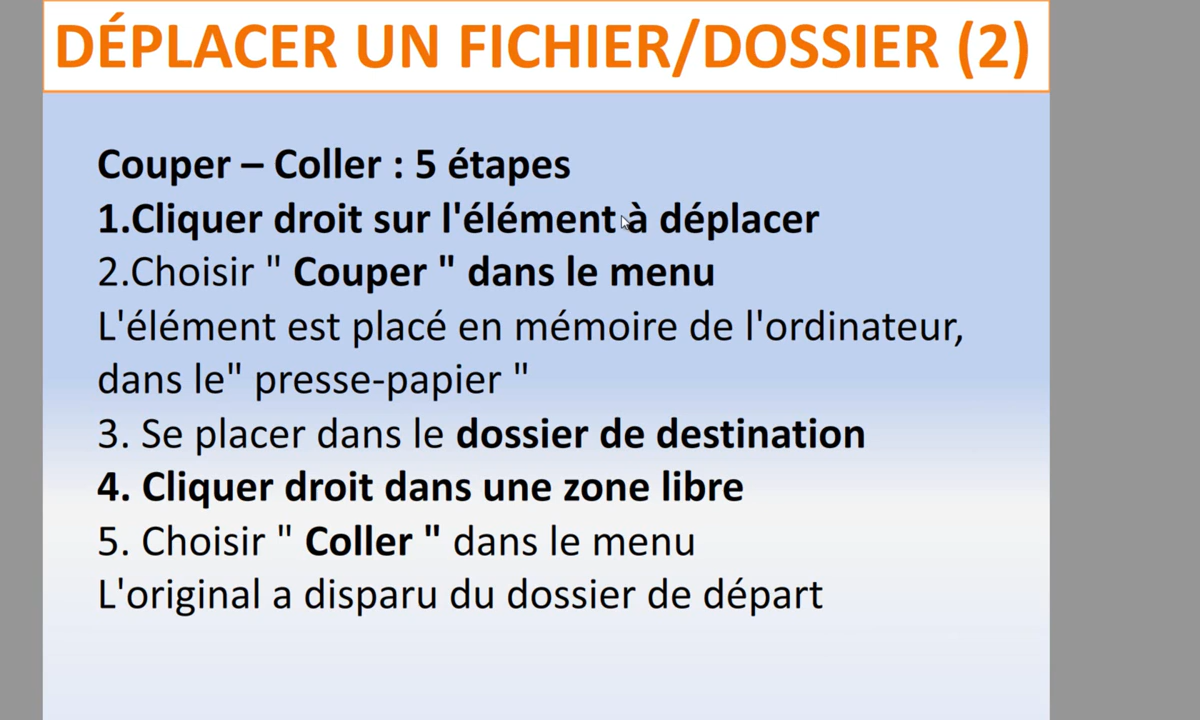 DÉPLACER UN FICHIER/DOSSIER (2)
Couper – Coller : 5 étapes
1.Cliquer droit sur l'élément à déplacer
2.Choisir " Couper " dans le menu
L'élément est placé en mémoire de l'ordinateur,
dans le" presse-papier "
3. Se placer dans le dossier de destination
4. Cliquer droit dans une zone libre
5. Choisir " Coller " dans le menu
L'original a disparu du dossier de départ